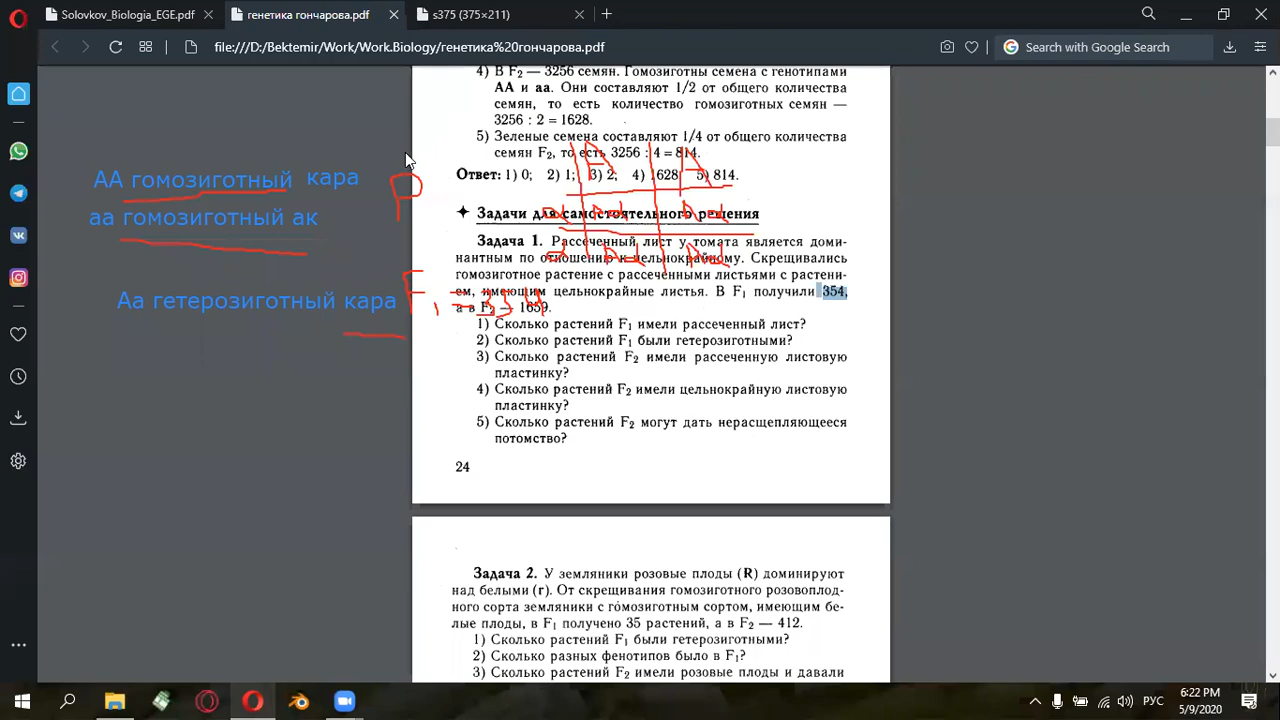 Solovkov_Biologia_EGE.pdf
генетика гончарова.pdf
s375 (375×211)
file:///D:/Bektemir/Work/Work.Biology/генетика%20гончарова.pdf
Search with Google
4) В F₂ — 3256 семян. Гомозиготны семена с генотипами
АА и аа. Они составляют 1/2 от общего количества
семян, то есть количество гомозиготных семян —
3256 : 2 = 1628.
5) Зеленые семена составляют 1/4 от общего количества
семян F₂, то есть 3256 : 4 = 814.
Ответ: 1) 0; 2) 1; 3) 2; 4) 1628 5) 814.
АА гомозиготный кара
аа гомозиготный ак
Аа гетерозиготный кара
P
A A
a Aa Aa
a Aa Aa
F₁ = 354
Задачи для самостоятельного решения
Задача 1. Рассеченный лист у томата является доми-
нантным по отношению к цельнокрайному. Скрещивались
гомозиготное растение с рассеченными листьями с растени-
ем, имеющим цельнокрайные листья. В F₁ получили 354,
а в F₂ — 1659.
1) Сколько растений F₁ имели рассеченный лист?
2) Сколько растений F₁ были гетерозиготными?
3) Сколько растений F₂ имели рассеченную листовую
пластинку?
4) Сколько растений F₂ имели цельнокрайную листовую
пластинку?
5) Сколько растений F₂ могут дать нерасщепляющееся
потомство?
24
Задача 2. У земляники розовые плоды (R) доминируют
над белыми (r). От скрещивания гомозиготного розовоплод-
ного сорта земляники с гомозиготным сортом, имеющим бе-
лые плоды, в F₁ получено 35 растений, а в F₂ — 412.
1) Сколько растений F₁ были гетерозиготными?
2) Сколько разных фенотипов было в F₁?
3) Сколько растений F₂ имели розовые плоды и давали
РУС
6:22 PM
5/9/2020